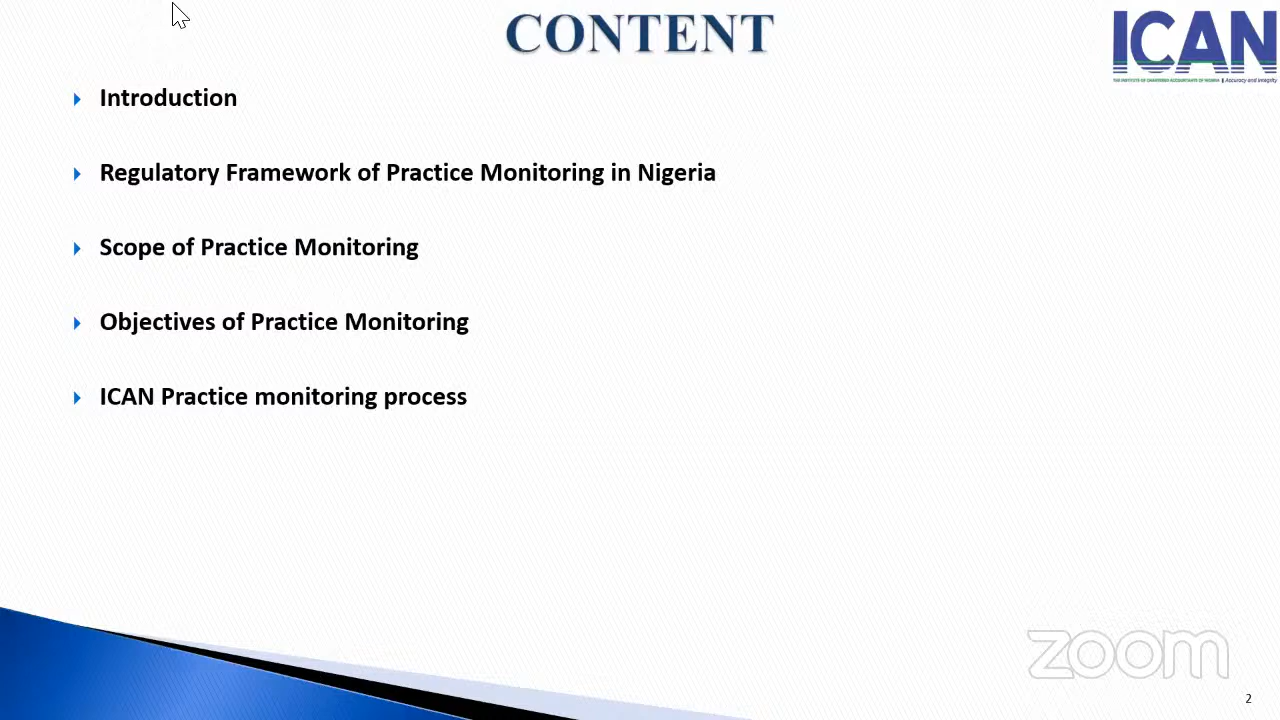 CONTENT
ICAN
THE INSTITUTE OF CHARTERED ACCOUNTANTS OF NIGERIA | Accuracy and Integrity
Introduction
Regulatory Framework of Practice Monitoring in Nigeria
Scope of Practice Monitoring
Objectives of Practice Monitoring
ICAN Practice monitoring process
zoom
2